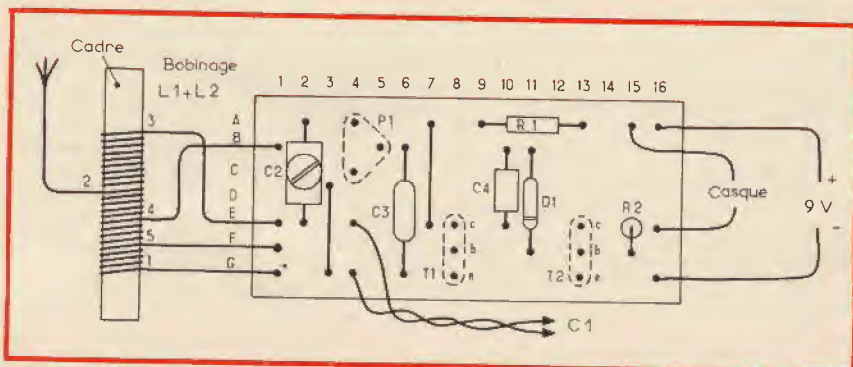 Cadre
Bobinage
L1+L2
1 2 3 4 5 6 7 8 9 10 11 12 13 14 15 16
A
B
C
D
E
F
G
3
2
4
5
1
C2
P1
C3
T1
c
b
e
C4
D1
R1
T2
c
b
e
R2
Casque
+
9 V
-
C1